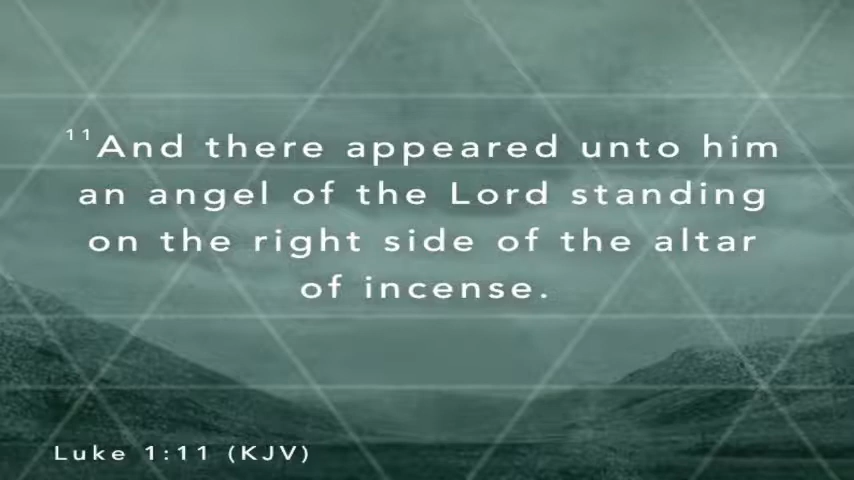 11And there appeared unto him
an angel of the Lord standing
on the right side of the altar
of incense.
Luke 1:11 (KJV)